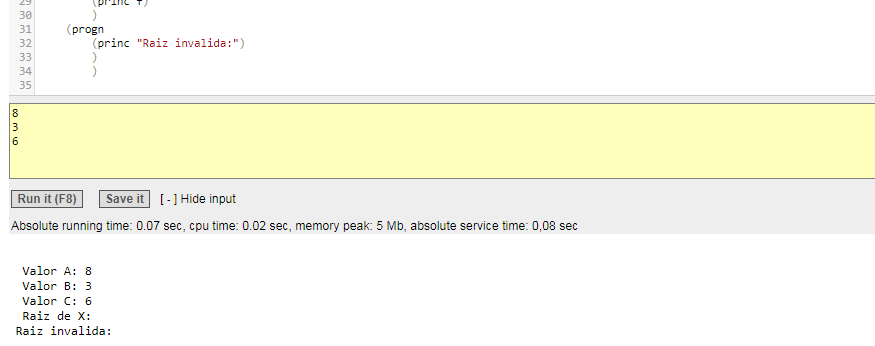 29 (princ f)
30 )
31 (progn
32 (princ "Raiz invalida:")
33 )
34 )
35
8
3
6
Run it (F8) Save it [ - ] Hide input
Absolute running time: 0.07 sec, cpu time: 0.02 sec, memory peak: 5 Mb, absolute service time: 0,08 sec
Valor A: 8
Valor B: 3
Valor C: 6
Raiz de X:
Raiz invalida: